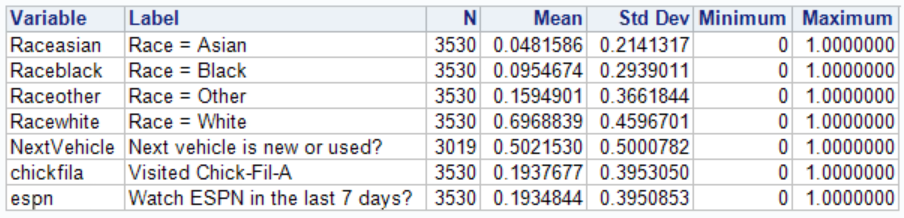 Variable Label N Mean Std Dev Minimum Maximum
Raceasian Race = Asian 3530 0.0481586 0.2141317 0 1.0000000
Raceblack Race = Black 3530 0.0954674 0.2939011 0 1.0000000
Raceother Race = Other 3530 0.1594901 0.3661844 0 1.0000000
Racewhite Race = White 3530 0.6968839 0.4596701 0 1.0000000
NextVehicle Next vehicle is new or used? 3019 0.5021530 0.5000782 0 1.0000000
chickfila Visited Chick-Fil-A 3530 0.1937677 0.3953050 0 1.0000000
espn Watch ESPN in the last 7 days? 3530 0.1934844 0.3950853 0 1.0000000